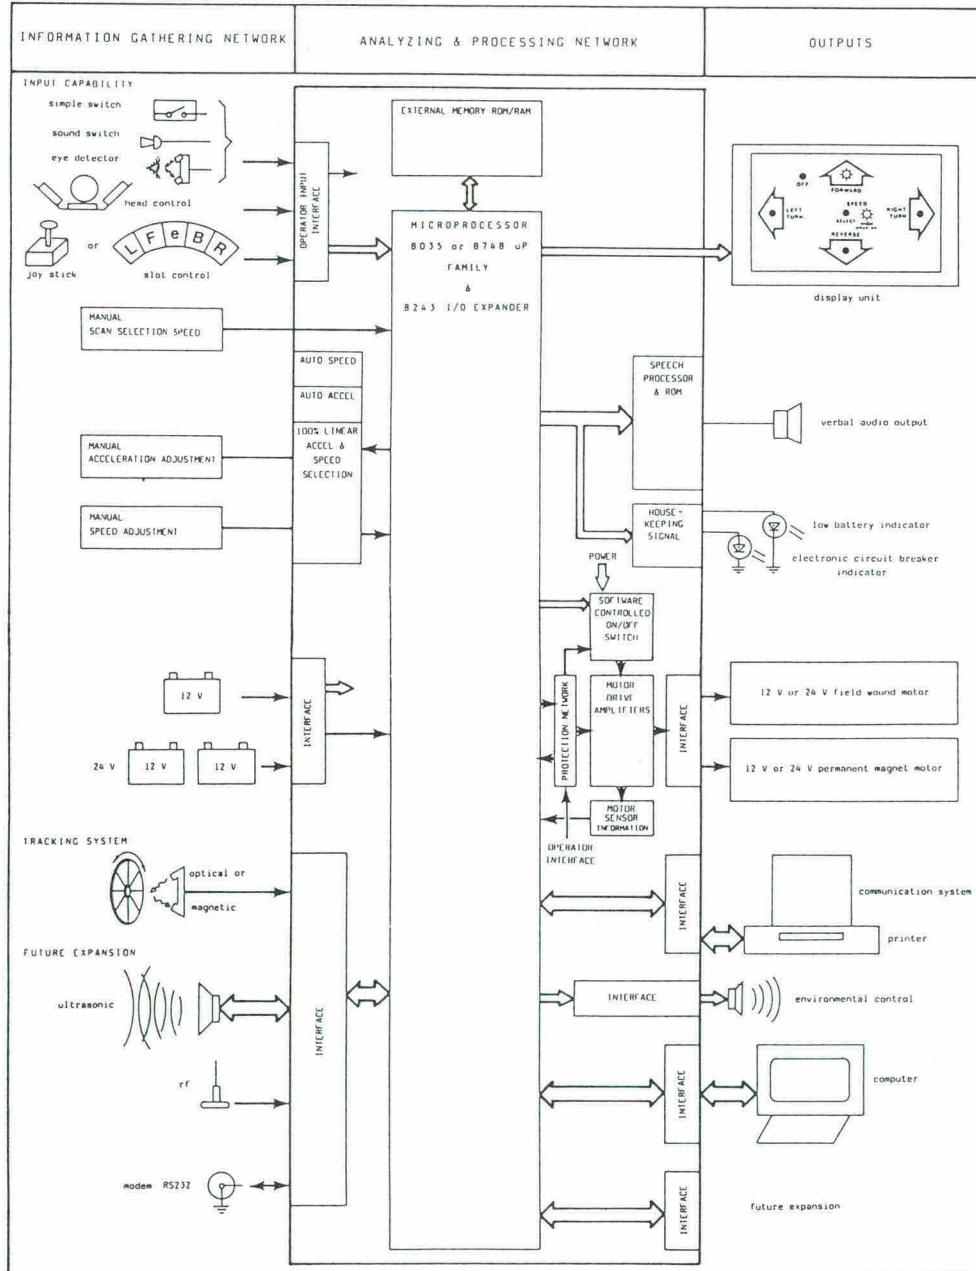 INFORMATION GATHERING NETWORK
ANALYZING & PROCESSING NETWORK
OUTPUTS
INPUT CAPABILITY
simple switch
sound switch
eye detector
head control
joy stick
or
L F e B R
slot control
OPERATOR INPUT
INTERFACE
EXTERNAL MEMORY ROM/RAM
MICROPROCESSOR
8035 or 8748 uP
FAMILY
&
8243 I/O EXPANDER
OFF
FORWARD
LEFT
TURN
SPEED
SELECT
RIGHT
TURN
REVERSE
display unit
MANUAL
SCAN SELECTION SPEED
AUTO SPEED
AUTO ACCEL
100% LINEAR
ACCEL &
SPEED
SELECTION
MANUAL
ACCELERATION ADJUSTMENT
MANUAL
SPEED ADJUSTMENT
SPEECH
PROCESSOR
& ROM
verbal audio output
HOUSE-
KEEPING
SIGNAL
low battery indicator
electronic circuit breaker
indicator
POWER
SOFTWARE
CONTROLLED
ON/OFF
SWITCH
12 V
24 V
12 V
12 V
INTERFACE
PROTECTION NETWORK
MOTOR
DRIVE
AMPLIFIERS
INTERFACE
12 V or 24 V field wound motor
12 V or 24 V permanent magnet motor
MOTOR
SENSOR
INFORMATION
OPERATOR
INTERFACE
TRACKING SYSTEM
optical or
magnetic
FUTURE EXPANSION
ultrasonic
rf
modem RS232
INTERFACE
INTERFACE
communication system
printer
INTERFACE
environmental control
INTERFACE
computer
INTERFACE
future expansion